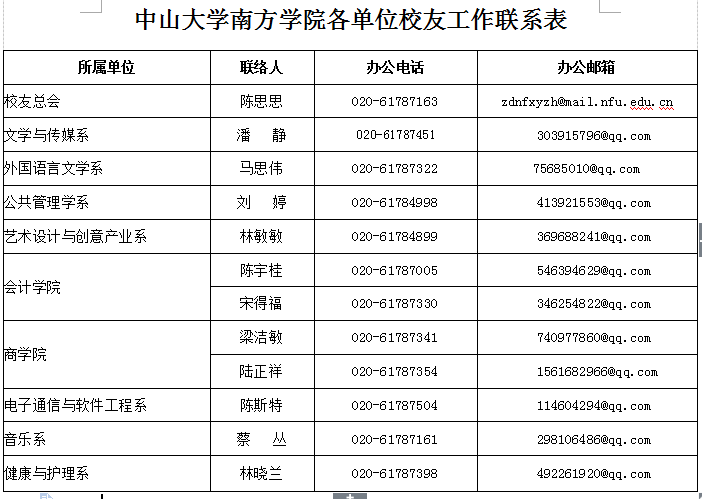 中山大学南方学院各单位校友工作联系表
所属单位 联络人 办公电话 办公邮箱
校友总会 陈思思 020-61787163 zdnfxyzh@mail.nfu.edu.cn
文学与传媒系 潘 静 020-61787451 303915796@qq.com
外国语言文学系 马思伟 020-61787322 75685010@qq.com
公共管理学系 刘 婷 020-61784998 413921553@qq.com
艺术设计与创意产业系 林敏敏 020-61784899 369688241@qq.com
会计学院 陈宇桂 020-61787005 546394629@qq.com
宋得福 020-61787330 346254822@qq.com
商学院 梁洁敏 020-61787341 740977860@qq.com
陆正祥 020-61787354 1561682966@qq.com
电子通信与软件工程系 陈斯特 020-61787504 114604294@qq.com
音乐系 蔡 丛 020-61787161 298106486@qq.com
健康与护理系 林晓兰 020-61787398 492261920@qq.com